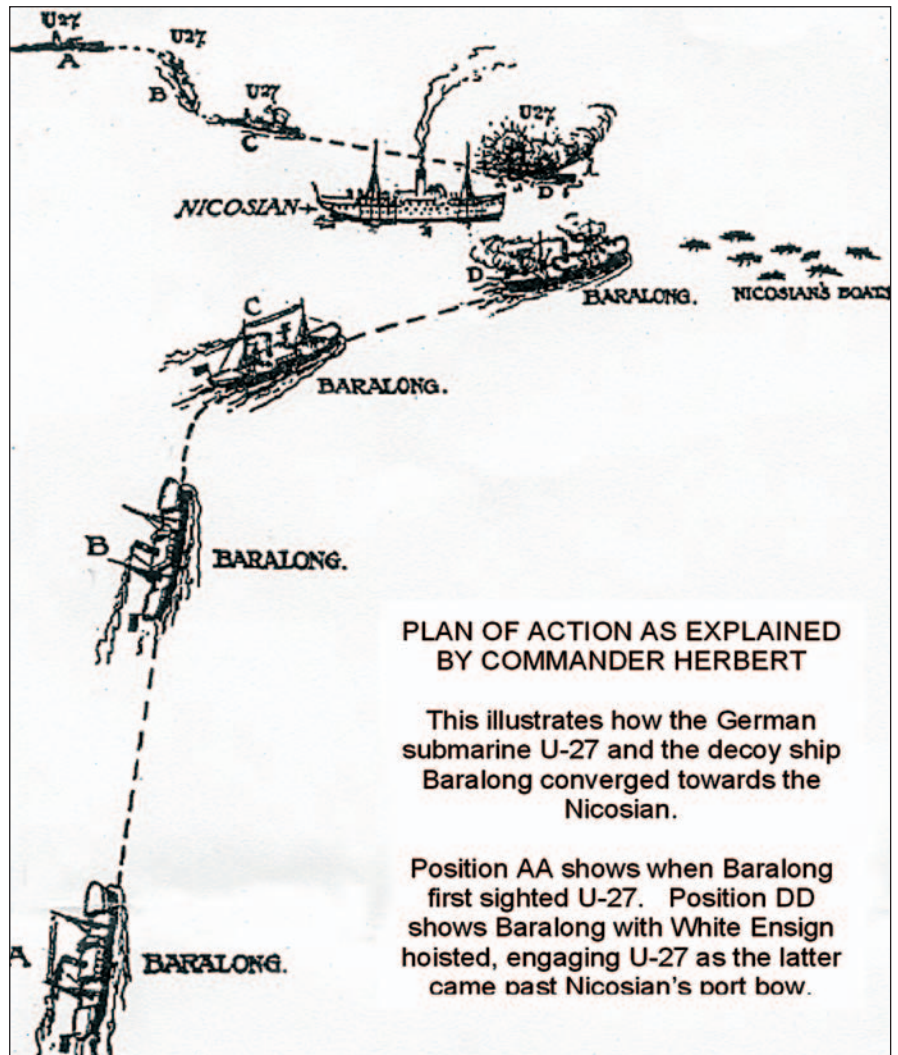 U27
A
U27
B
U27
C
U27
D
NICOSIAN
D
BARALONG.
NICOSIAN'S BOATS
C
BARALONG.
B
BARALONG.
PLAN OF ACTION AS EXPLAINED
BY COMMANDER HERBERT
This illustrates how the German
submarine U-27 and the decoy ship
Baralong converged towards the
Nicosian.
Position AA shows when Baralong
first sighted U-27. Position DD
shows Baralong with White Ensign
hoisted, engaging U-27 as the latter
came past Nicosian's port bow.
A
BARALONG.